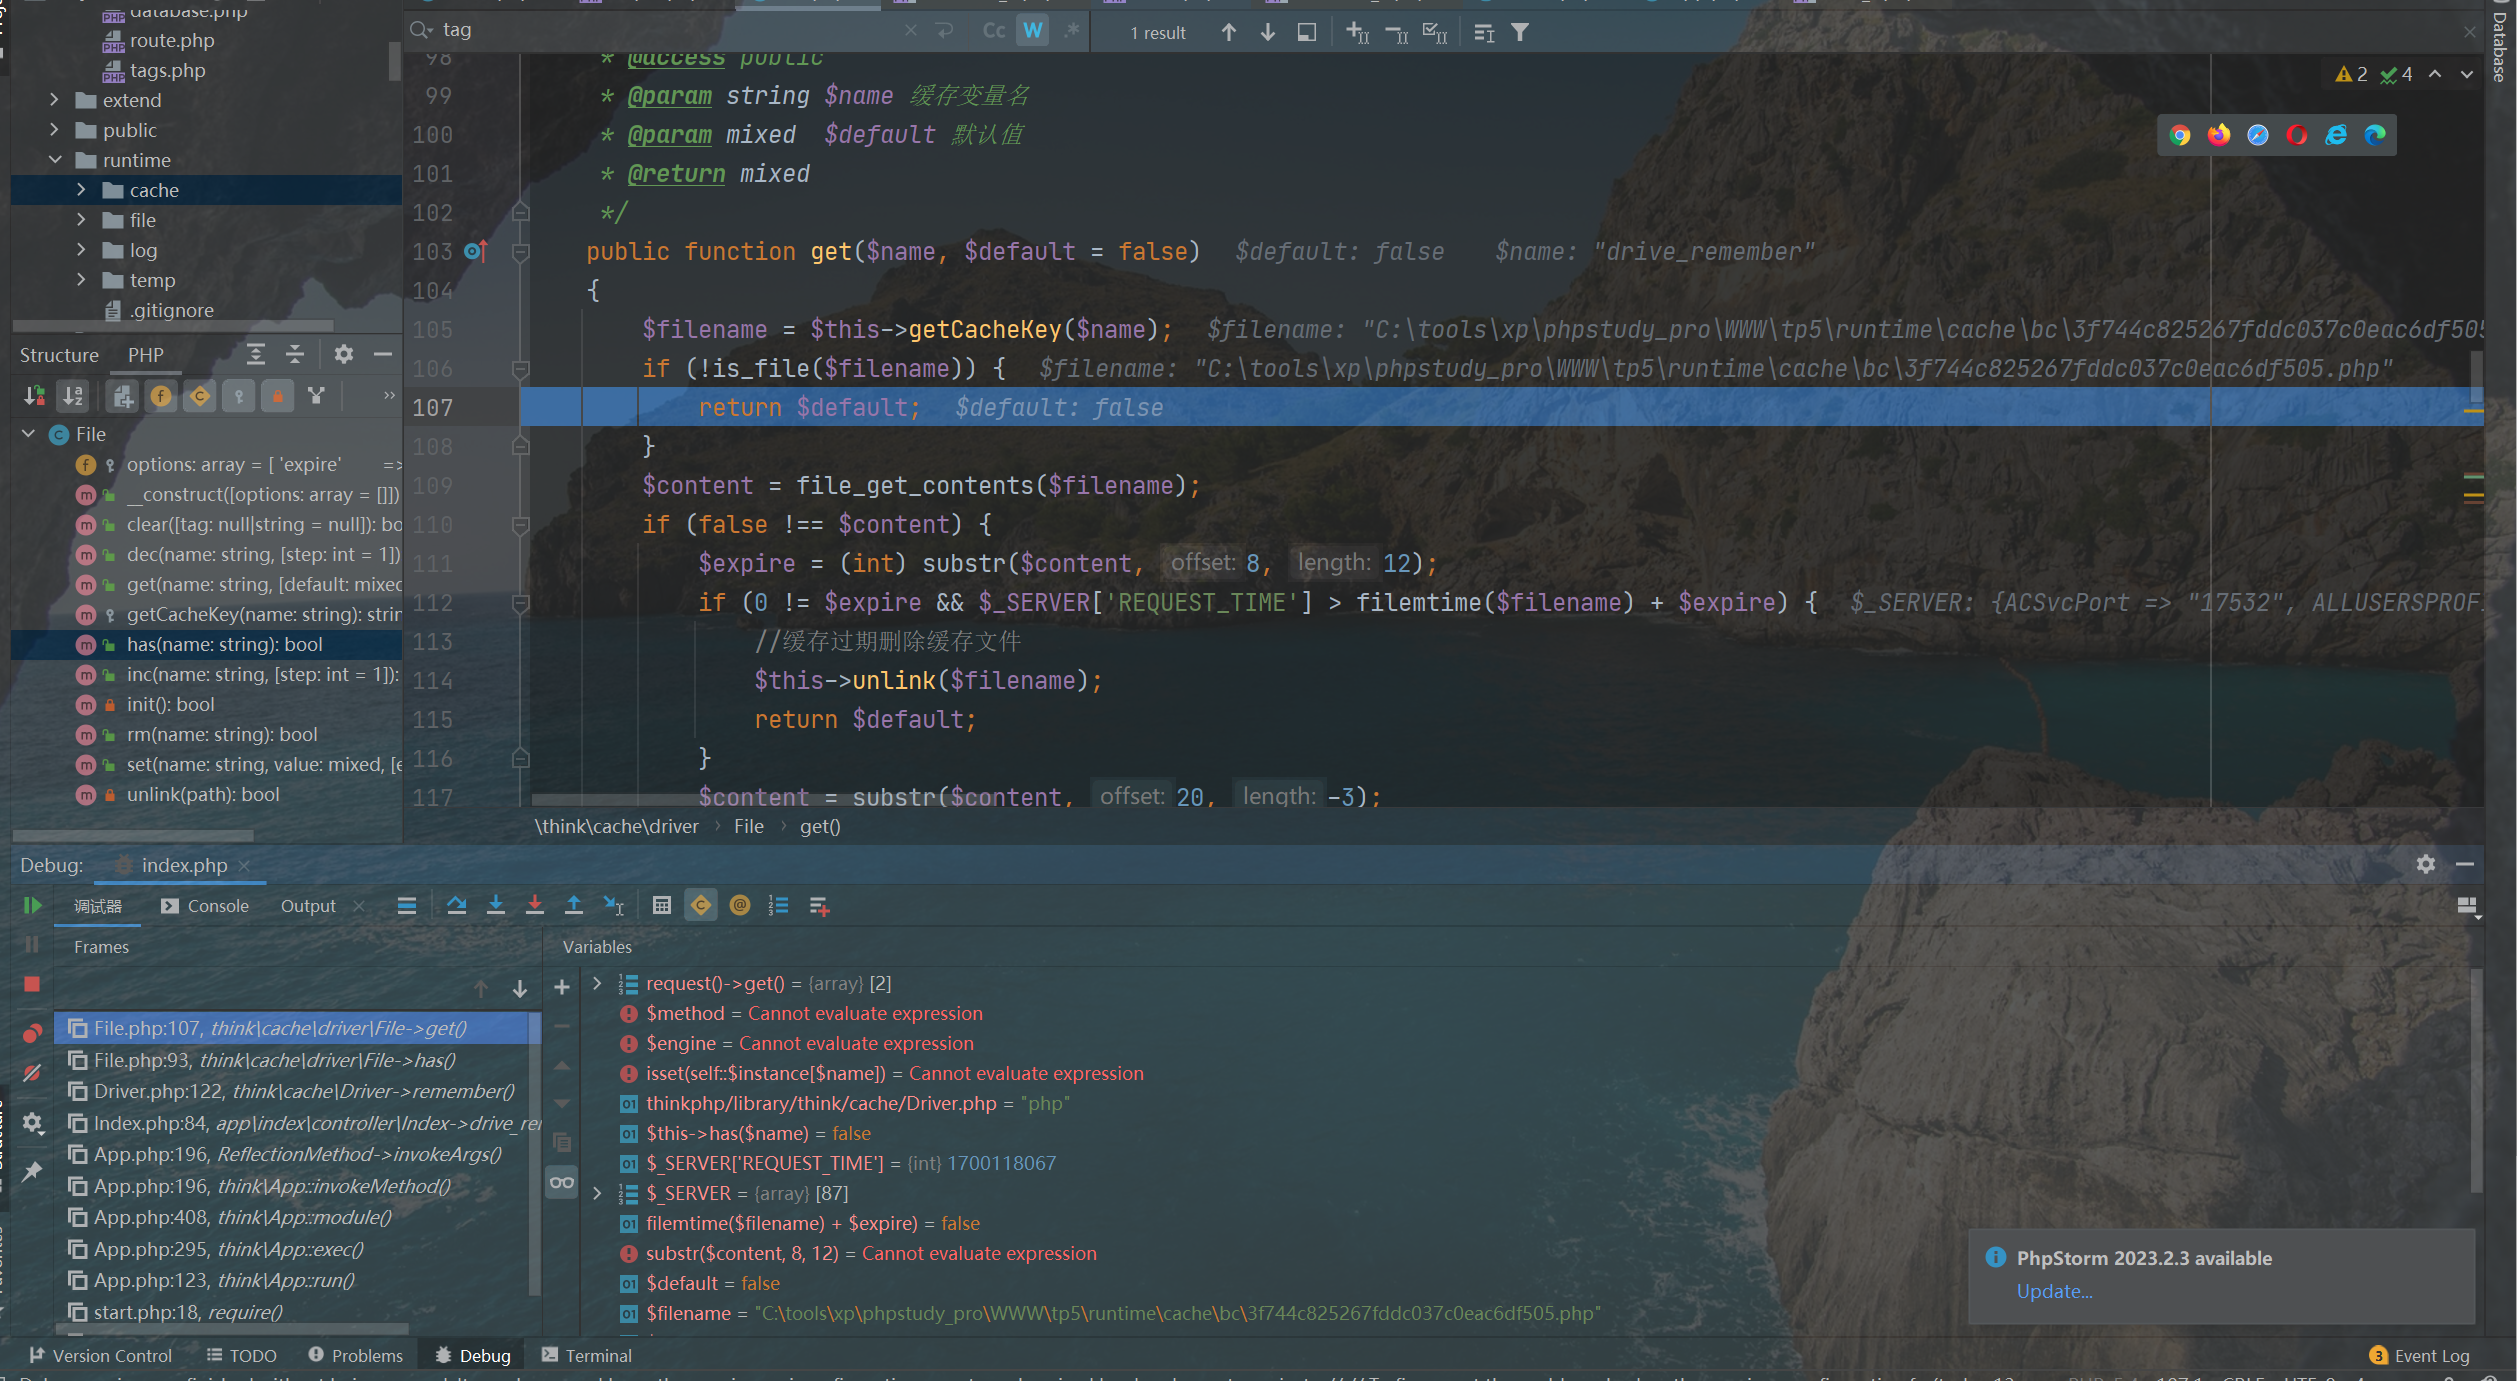 database.php
route.php
tags.php
extend
public
runtime
cache
file
log
temp
.gitignore
Structure PHP
File
options: array = [ 'expire' =>
__construct([options: array = []])
clear([tag: null|string = null]): bo
dec(name: string, [step: int = 1])
get(name: string, [default: mixed
getCacheKey(name: string): strin
has(name: string): bool
inc(name: string, [step: int = 1]):
init(): bool
rm(name: string): bool
set(name: string, value: mixed, [e
unlink(path): bool
tag Cc W .* 1 result
2 4
Database
98 * @access public
99 * @param string $name 缓存变量名
100 * @param mixed $default 默认值
101 * @return mixed
102 */
103 public function get($name, $default = false) $default: false $name: "drive_remember"
104 {
105 $filename = $this->getCacheKey($name); $filename: "C:\tools\xp\phpstudy_pro\WWW\tp5\runtime\cache\bc\3f744c825267fddc037c0eac6df505
106 if (!is_file($filename)) { $filename: "C:\tools\xp\phpstudy_pro\WWW\tp5\runtime\cache\bc\3f744c825267fddc037c0eac6df505.php"
107 return $default; $default: false
108 }
109 $content = file_get_contents($filename);
110 if (false !== $content) {
111 $expire = (int) substr($content, offset: 8, length: 12);
112 if (0 != $expire && $_SERVER['REQUEST_TIME'] > filemtime($filename) + $expire) { $_SERVER: {ACSvcPort => "17532", ALLUSERSPROF
113 //缓存过期删除缓存文件
114 $this->unlink($filename);
115 return $default;
116 }
117 $content = substr($content, offset: 20, length: -3);
\think\cache\driver › File › get()
Debug: index.php
调试器 Console Output
Frames
File.php:107, think\cache\driver\File->get()
File.php:93, think\cache\driver\File->has()
Driver.php:122, think\cache\Driver->remember()
Index.php:84, app\index\controller\Index->drive_rei
App.php:196, ReflectionMethod->invokeArgs()
App.php:196, think\App::invokeMethod()
App.php:408, think\App::module()
App.php:295, think\App::exec()
App.php:123, think\App::run()
start.php:18, require()
Variables
request()->get() = {array} [2]
$method = Cannot evaluate expression
$engine = Cannot evaluate expression
isset(self::$instance[$name]) = Cannot evaluate expression
thinkphp/library/think/cache/Driver.php = "php"
$this->has($name) = false
$_SERVER['REQUEST_TIME'] = {int} 1700118067
$_SERVER = {array} [87]
filemtime($filename) + $expire) = false
substr($content, 8, 12) = Cannot evaluate expression
$default = false
$filename = "C:\tools\xp\phpstudy_pro\WWW\tp5\runtime\cache\bc\3f744c825267fddc037c0eac6df505.php"
PhpStorm 2023.2.3 available
Update...
Version Control TODO Problems Debug Terminal
3 Event Log